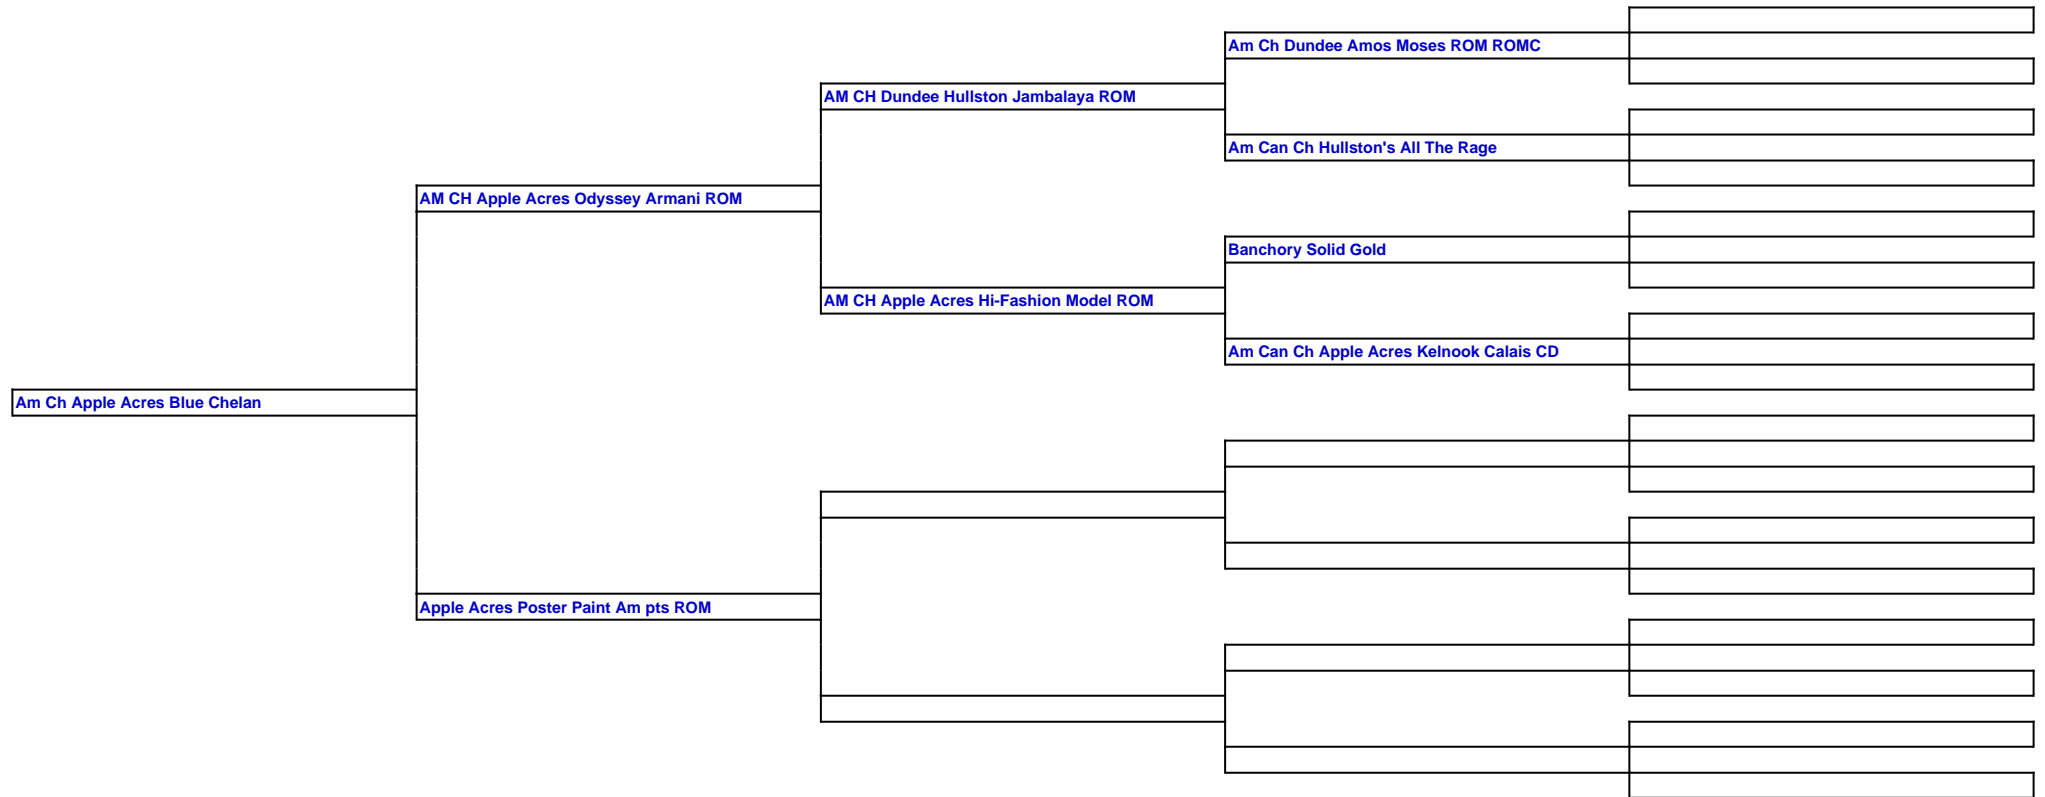 Am Ch Dundee Amos Moses ROM ROMC
AM CH Dundee Hullston Jambalaya ROM
Am Can Ch Hullston's All The Rage
AM CH Apple Acres Odyssey Armani ROM
Banchory Solid Gold
AM CH Apple Acres Hi-Fashion Model ROM
Am Can Ch Apple Acres Kelnook Calais CD
Am Ch Apple Acres Blue Chelan
Apple Acres Poster Paint Am pts ROM